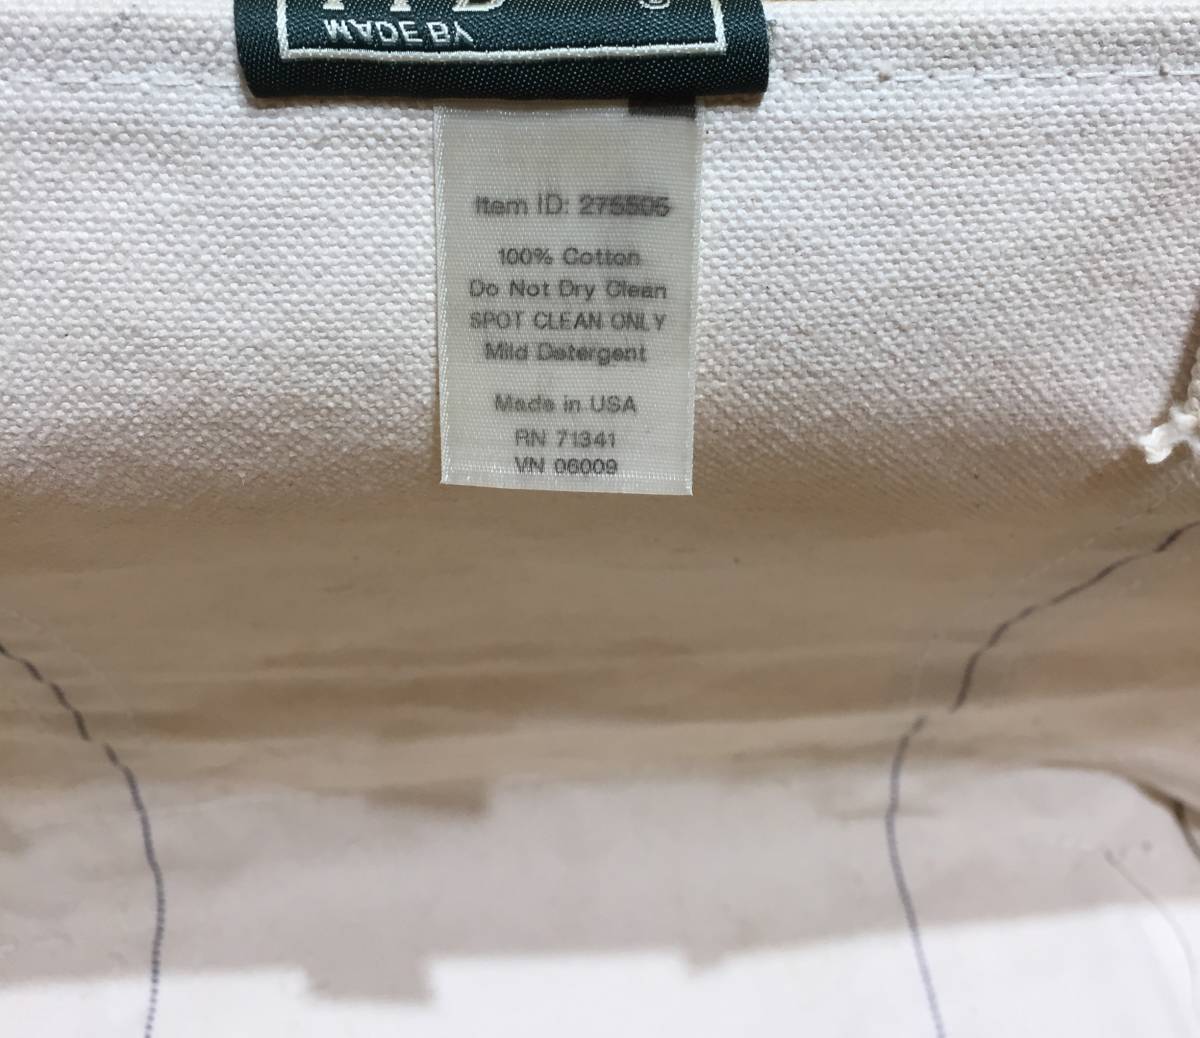 MADE BY
Item ID: 275505
100% Cotton
Do Not Dry Clean
SPOT CLEAN ONLY
Mild Detergent
Made in USA
RN 71341
VN 06009